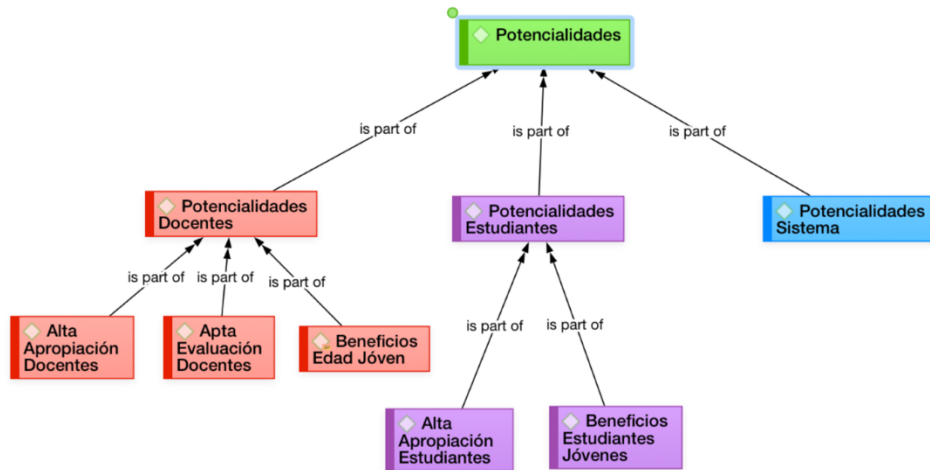 Potencialidades
is part of
is part of
is part of
Potencialidades
Docentes
Potencialidades
Estudiantes
Potencialidades
Sistema
is part of
is part of
is part of
is part of
is part of
Alta
Apropiación
Docentes
Apta
Evaluación
Docentes
Beneficios
Edad Jóven
Alta
Apropiación
Estudiantes
Beneficios
Estudiantes
Jóvenes